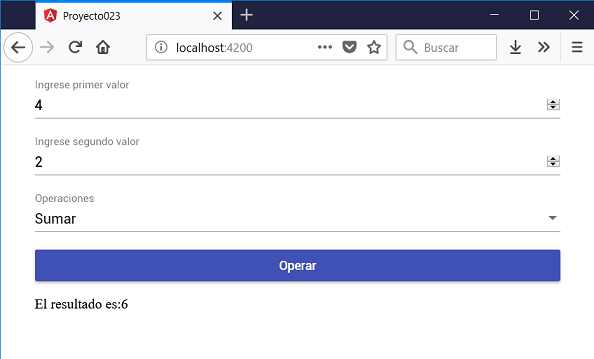 Proyecto023
localhost:4200
Buscar
Ingrese primer valor
4
Ingrese segundo valor
2
Operaciones
Sumar
Operar
El resultado es:6